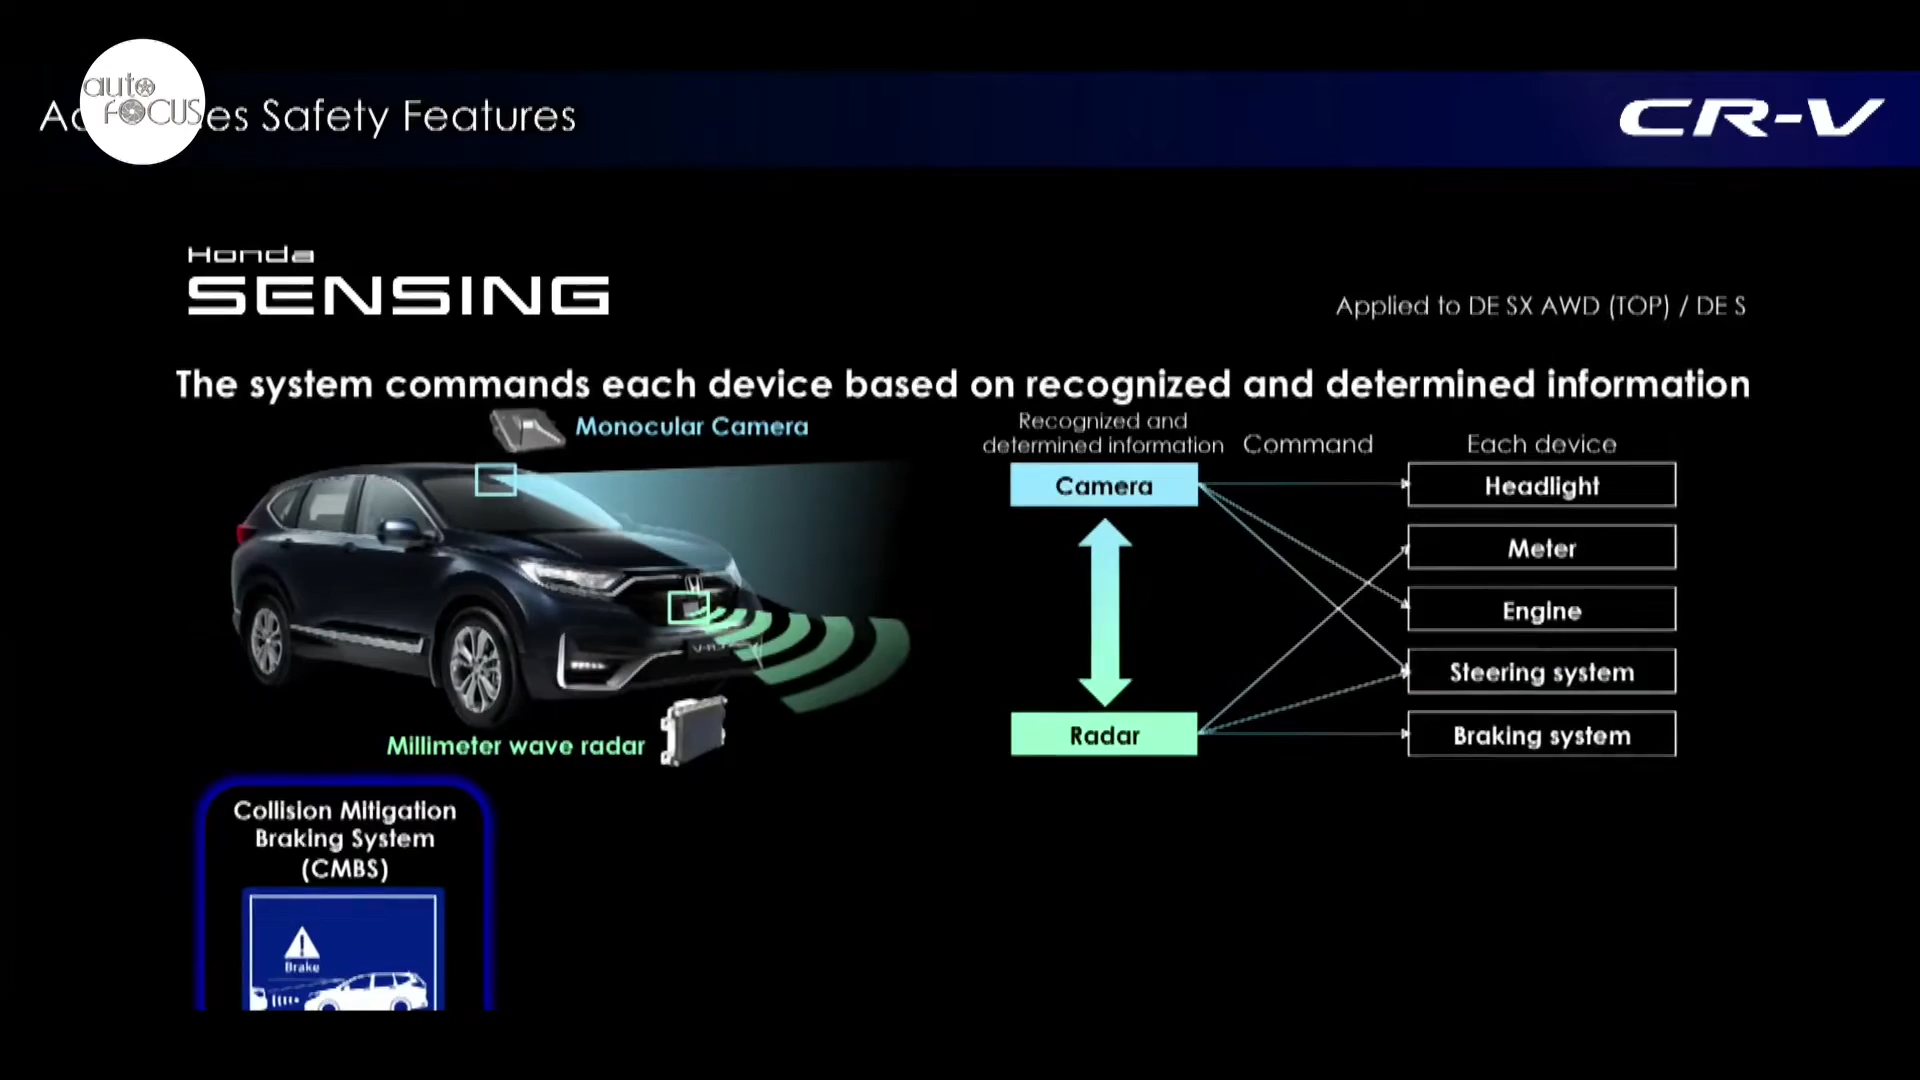 auto
FOCUS
Safety Features
CR-V
Honda
SENSING
Applied to DE SX AWD (TOP) / DE S
The system commands each device based on recognized and determined information
Monocular Camera
Recognized and
determined information
Command
Each device
Camera
Headlight
Meter
Engine
Steering system
Radar
Braking system
Millimeter wave radar
Collision Mitigation
Braking System
(CMBS)
Brake